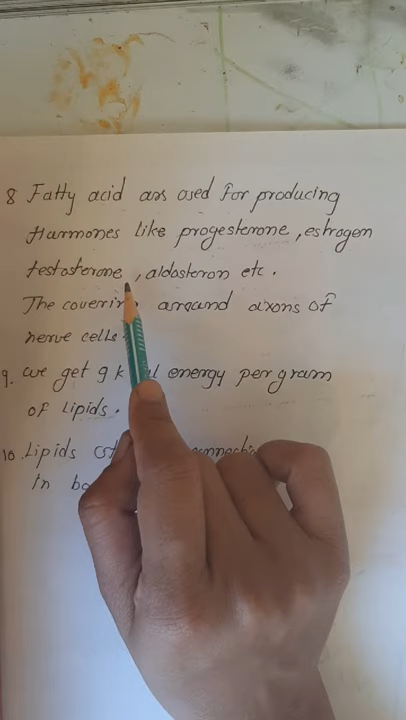 8 Fatty acid are used for producing
Harmones like progesterone, estrogen
testosterone, aldosteron etc.
The coverin around axons of
nerve cells
9. we get 9 k l energy per gram
of lipids.
10. Lipids
in